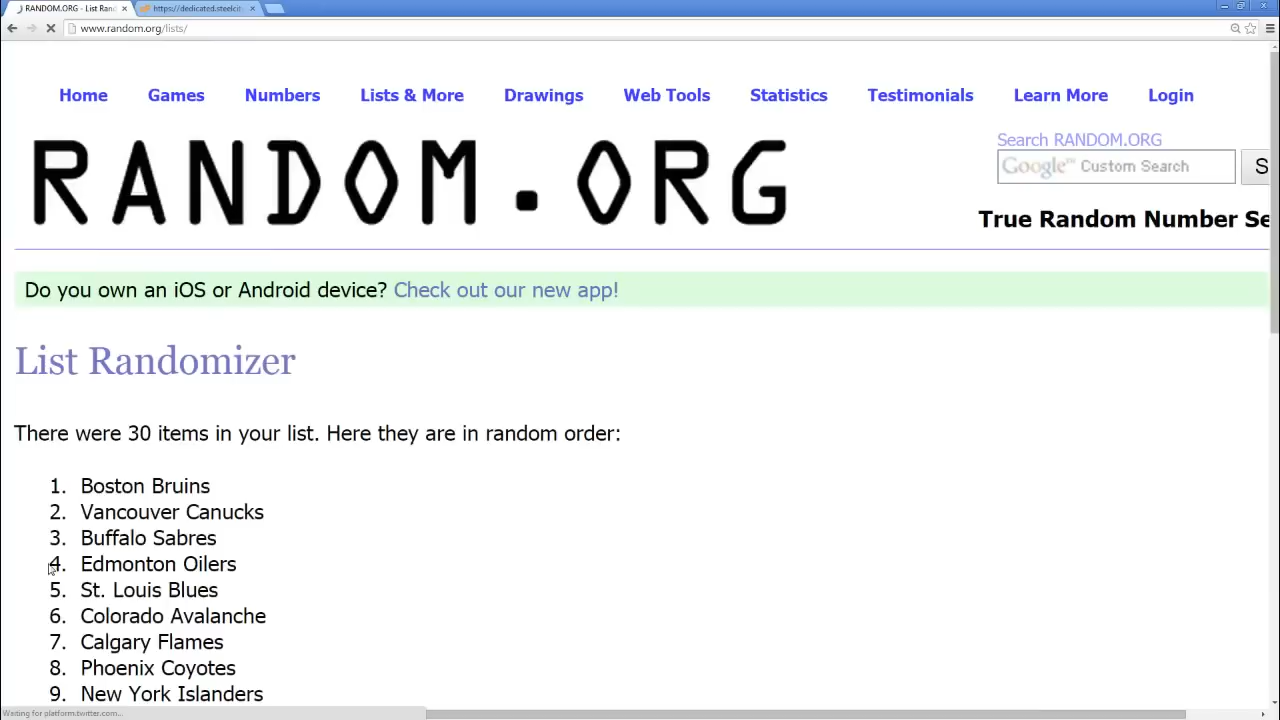 RANDOM.ORG - List Rand
https://dedicated.steelcit
www.random.org/lists/
Home Games Numbers Lists & More Drawings Web Tools Statistics Testimonials Learn More Login
RANDOM.ORG
Search RANDOM.ORG
Google™ Custom Search S
True Random Number Se
Do you own an iOS or Android device? Check out our new app!
List Randomizer
There were 30 items in your list. Here they are in random order:
1. Boston Bruins
2. Vancouver Canucks
3. Buffalo Sabres
4. Edmonton Oilers
5. St. Louis Blues
6. Colorado Avalanche
7. Calgary Flames
8. Phoenix Coyotes
9. New York Islanders
Waiting for platform.twitter.com...